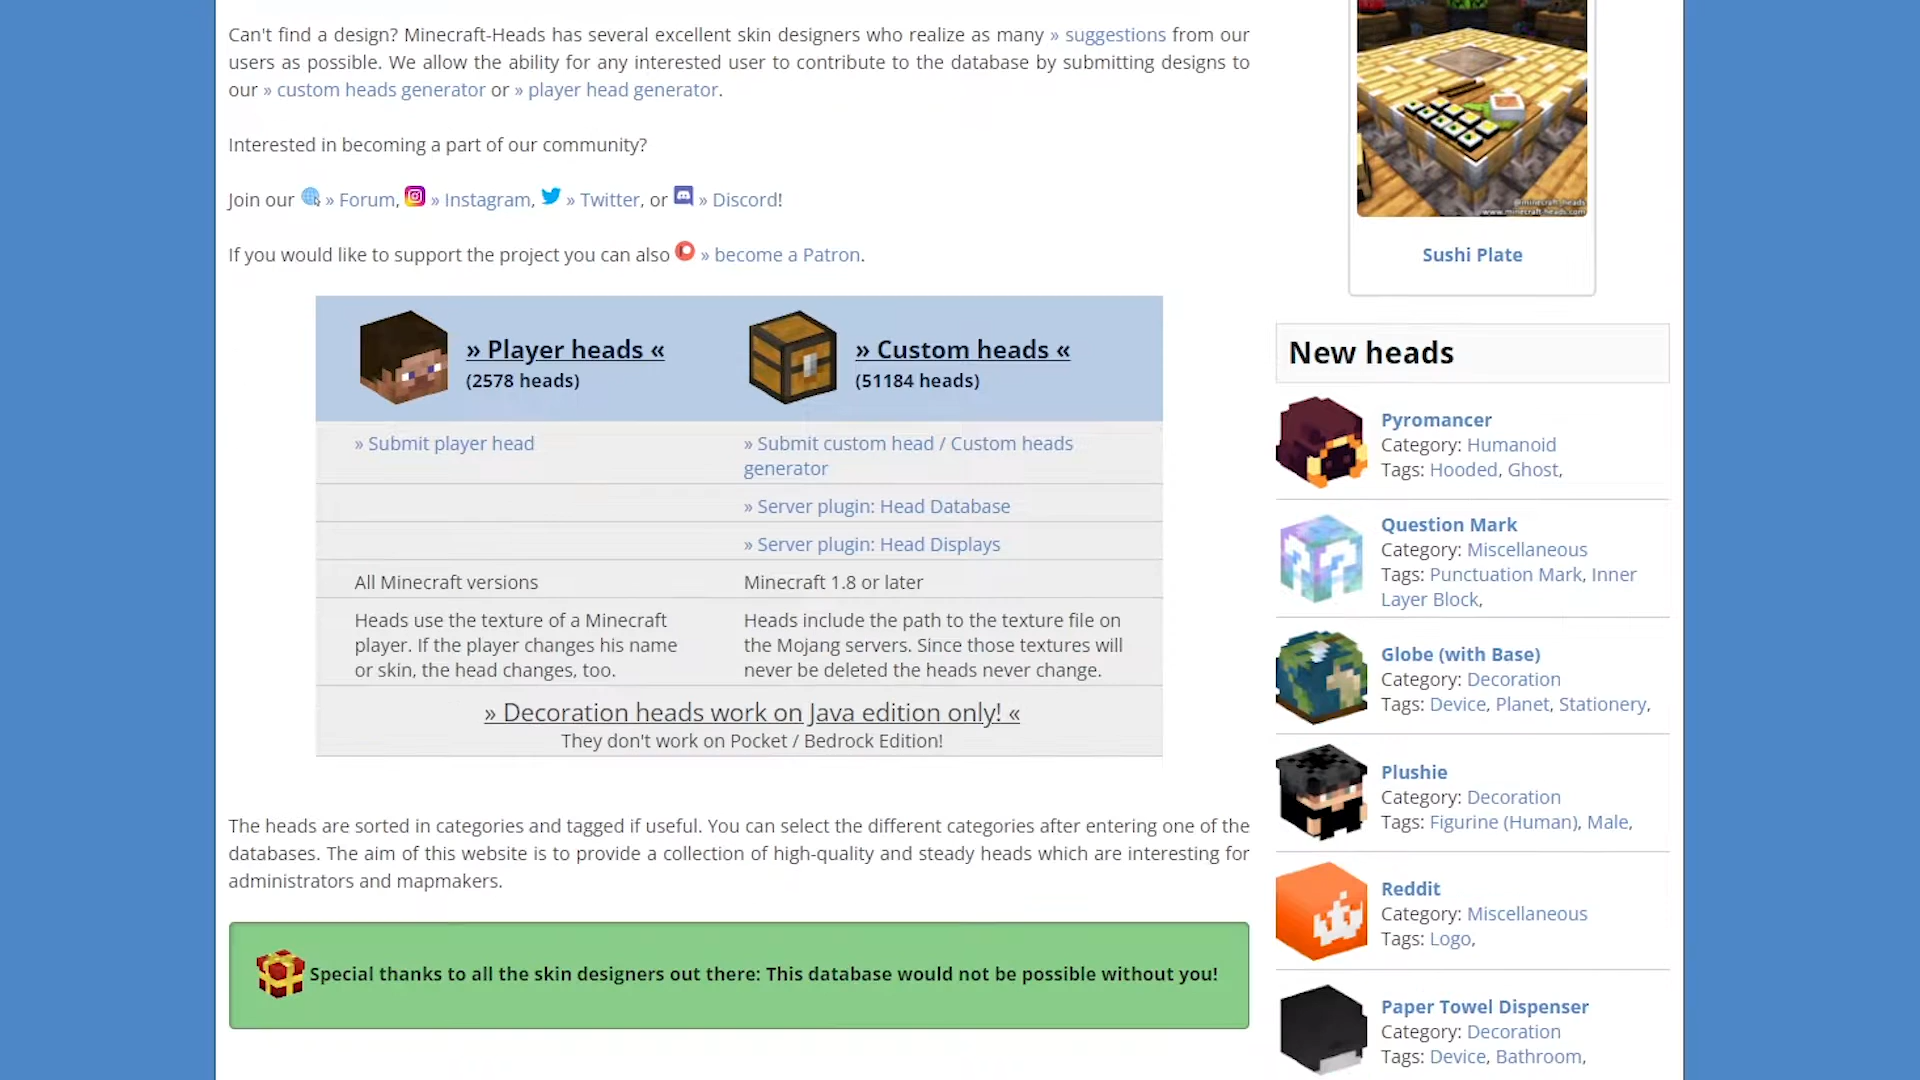 Can't find a design? Minecraft-Heads has several excellent skin designers who realize as many » suggestions from our
users as possible. We allow the ability for any interested user to contribute to the database by submitting designs to
our » custom heads generator or » player head generator.
Interested in becoming a part of our community?
Join our » Forum, » Instagram, » Twitter, or » Discord!
If you would like to support the project you can also » become a Patron.
» Player heads «
(2578 heads)
» Custom heads «
(51184 heads)
» Submit player head
» Submit custom head / Custom heads
generator
» Server plugin: Head Database
» Server plugin: Head Displays
All Minecraft versions
Minecraft 1.8 or later
Heads use the texture of a Minecraft
player. If the player changes his name
or skin, the head changes, too.
Heads include the path to the texture file on
the Mojang servers. Since those textures will
never be deleted the heads never change.
» Decoration heads work on Java edition only! «
They don't work on Pocket / Bedrock Edition!
The heads are sorted in categories and tagged if useful. You can select the different categories after entering one of the
databases. The aim of this website is to provide a collection of high-quality and steady heads which are interesting for
administrators and mapmakers.
Special thanks to all the skin designers out there: This database would not be possible without you!
@minecraft_heads
www.minecraft-heads.com
Sushi Plate
New heads
Pyromancer
Category: Humanoid
Tags: Hooded, Ghost,
Question Mark
Category: Miscellaneous
Tags: Punctuation Mark, Inner
Layer Block,
Globe (with Base)
Category: Decoration
Tags: Device, Planet, Stationery,
Plushie
Category: Decoration
Tags: Figurine (Human), Male,
Reddit
Category: Miscellaneous
Tags: Logo,
Paper Towel Dispenser
Category: Decoration
Tags: Device, Bathroom,